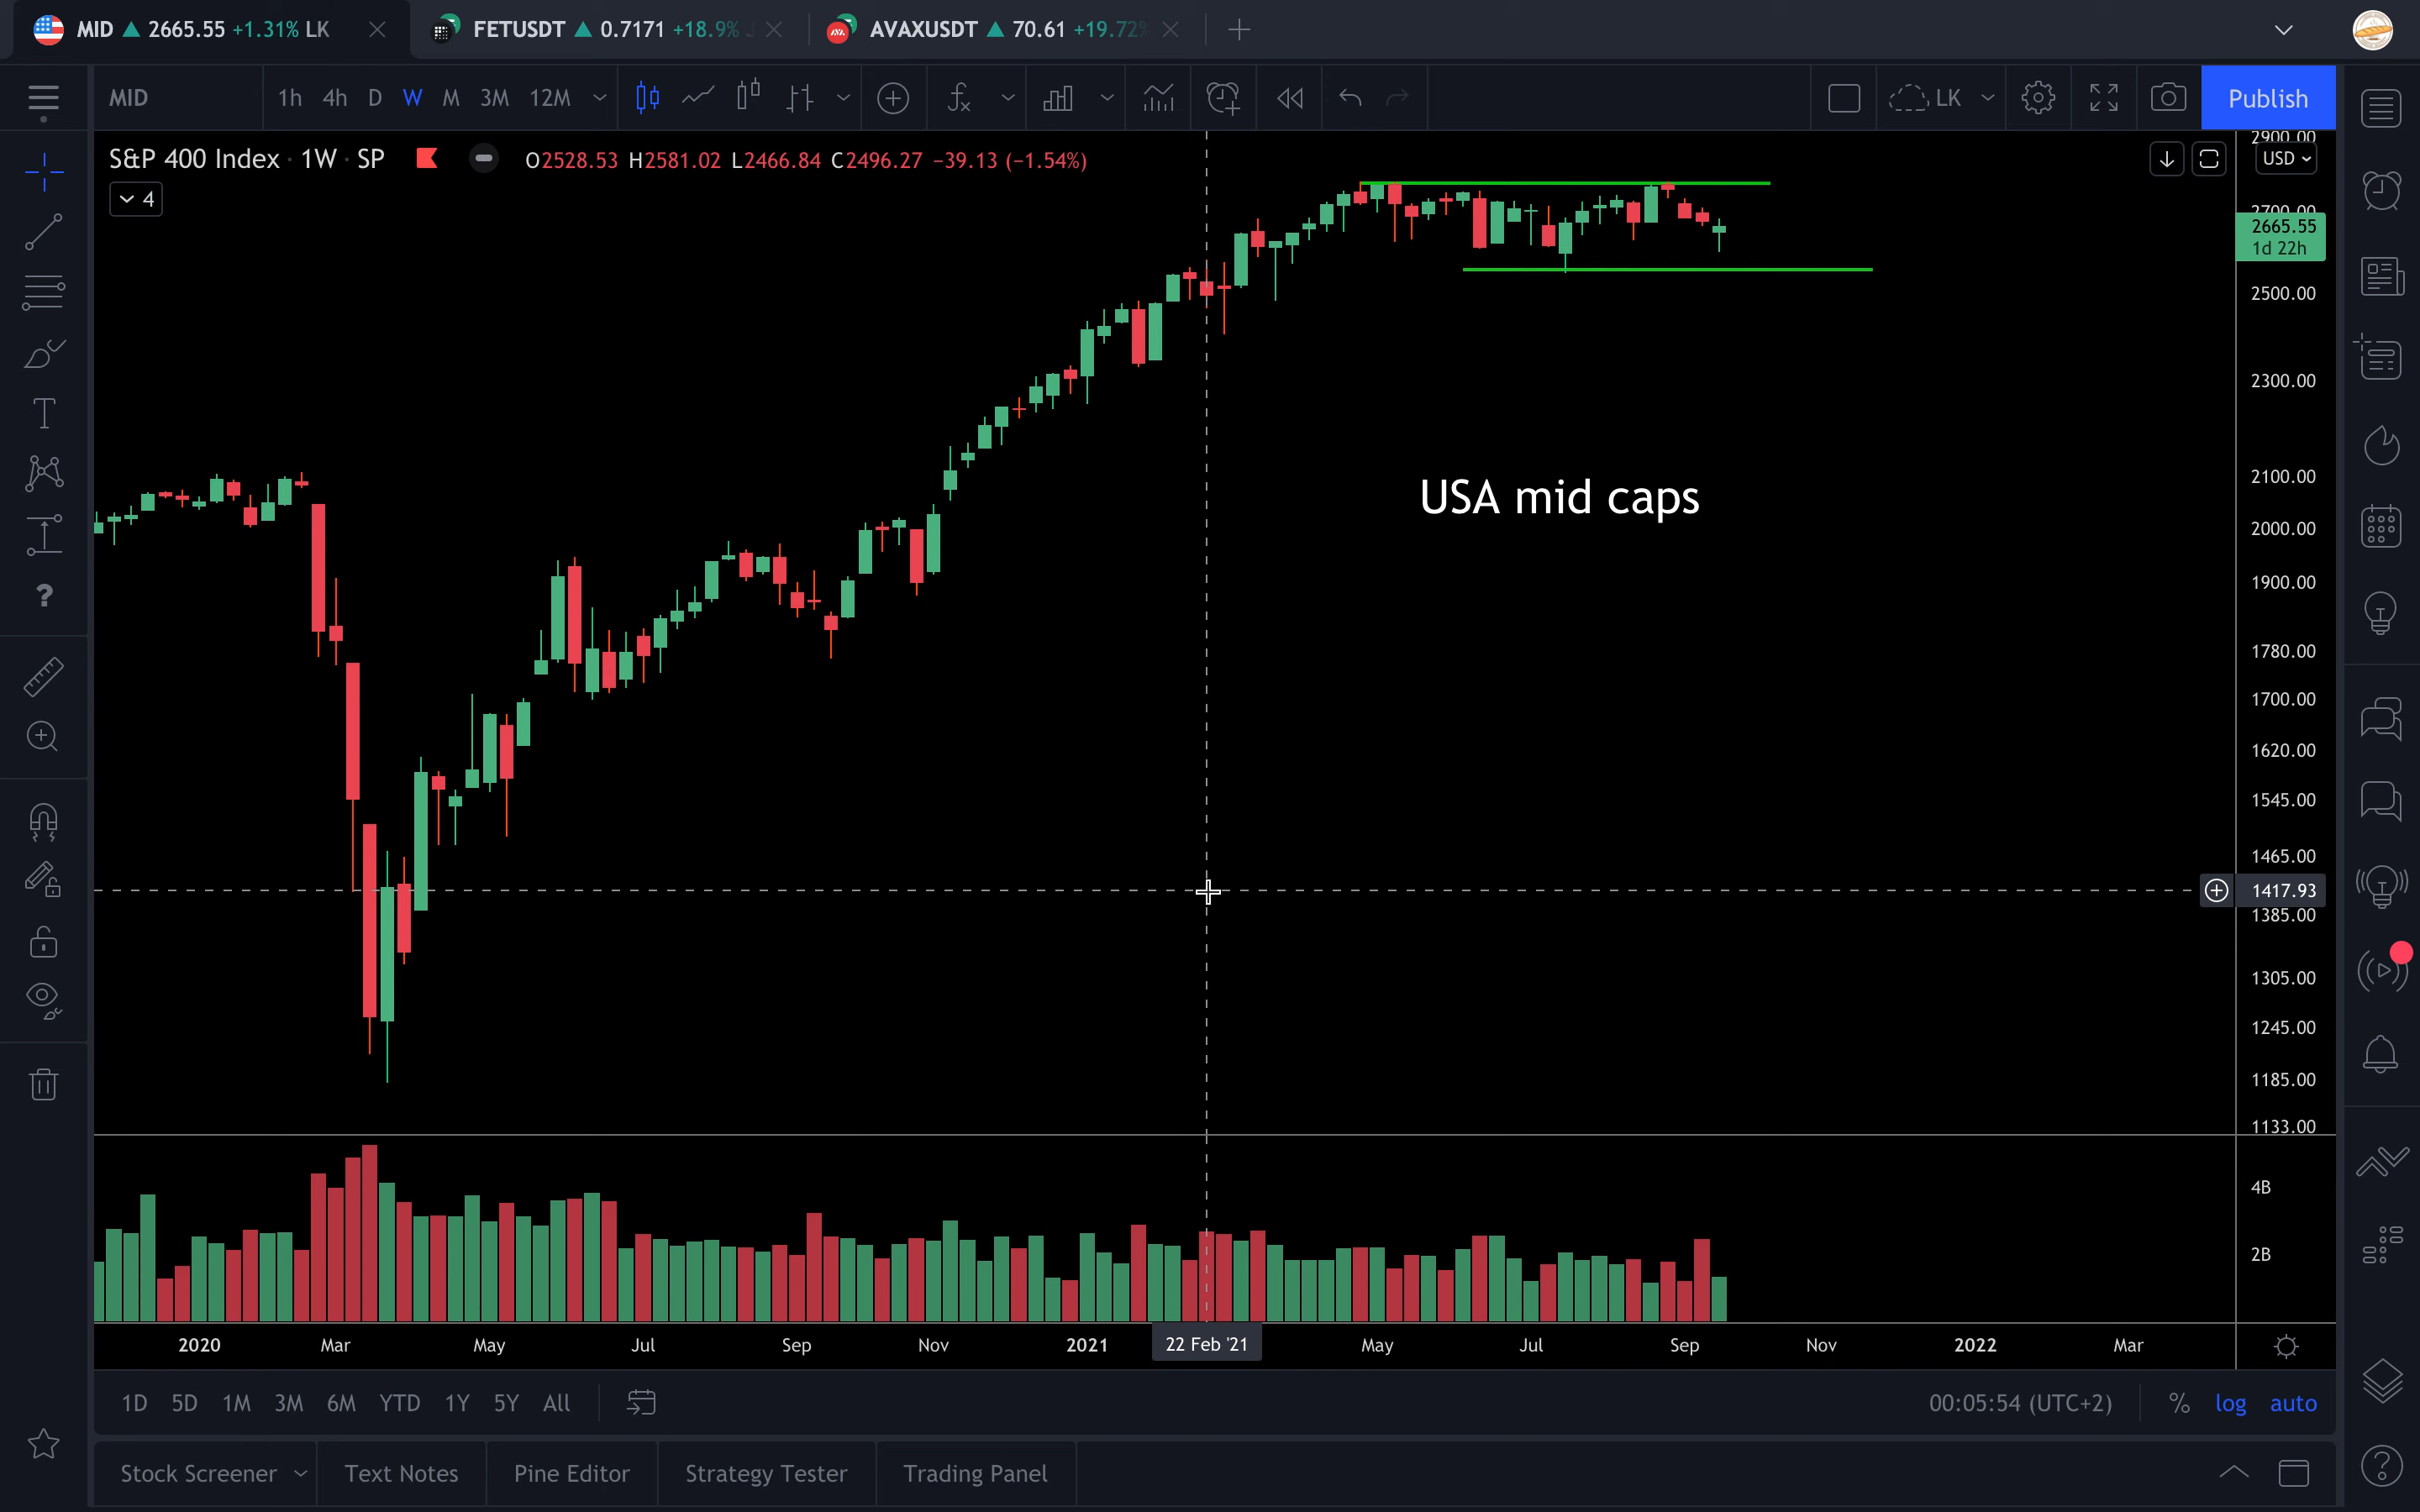 MID ▲ 2665.55 +1.31% LK
FETUSDT ▲ 0.7171 +18.9%
AVAXUSDT ▲ 70.61 +19.72%
MID 1h 4h D W M 3M 12M fx LK Publish
S&P 400 Index · 1W · SP O2528.53 H2581.02 L2466.84 C2496.27 −39.13 (−1.54%)
4
USD
2900.00
2700.00
2665.55
1d 22h
2500.00
2300.00
USA mid caps
2100.00
2000.00
1900.00
1780.00
1700.00
1620.00
1545.00
1465.00
1417.93
1385.00
1305.00
1245.00
1185.00
1133.00
4B
2B
2020 Mar May Jul Sep Nov 2021 22 Feb '21 May Jul Sep Nov 2022 Mar
1D 5D 1M 3M 6M YTD 1Y 5Y All 00:05:54 (UTC+2) % log auto
Stock Screener Text Notes Pine Editor Strategy Tester Trading Panel